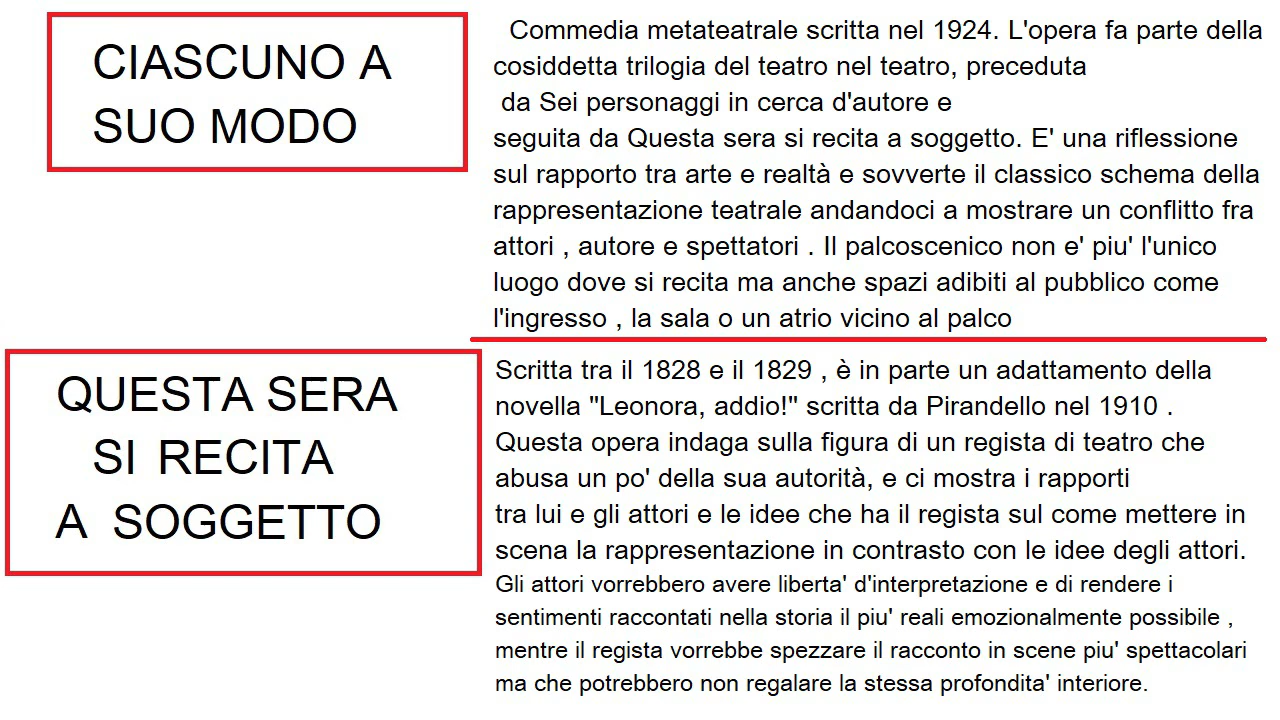 CIASCUNO A
SUO MODO
Commedia metateatrale scritta nel 1924. L'opera fa parte della
cosiddetta trilogia del teatro nel teatro, preceduta
da Sei personaggi in cerca d'autore e
seguita da Questa sera si recita a soggetto. E' una riflessione
sul rapporto tra arte e realtà e sovverte il classico schema della
rappresentazione teatrale andandoci a mostrare un conflitto fra
attori , autore e spettatori . Il palcoscenico non e' piu' l'unico
luogo dove si recita ma anche spazi adibiti al pubblico come
l'ingresso , la sala o un atrio vicino al palco
QUESTA SERA
SI RECITA
A SOGGETTO
Scritta tra il 1828 e il 1829 , è in parte un adattamento della
novella "Leonora, addio!" scritta da Pirandello nel 1910 .
Questa opera indaga sulla figura di un regista di teatro che
abusa un po' della sua autorità, e ci mostra i rapporti
tra lui e gli attori e le idee che ha il regista sul come mettere in
scena la rappresentazione in contrasto con le idee degli attori.
Gli attori vorrebbero avere liberta' d'interpretazione e di rendere i
sentimenti raccontati nella storia il piu' reali emozionalmente possibile ,
mentre il regista vorrebbe spezzare il racconto in scene piu' spettacolari
ma che potrebbero non regalare la stessa profondita' interiore.